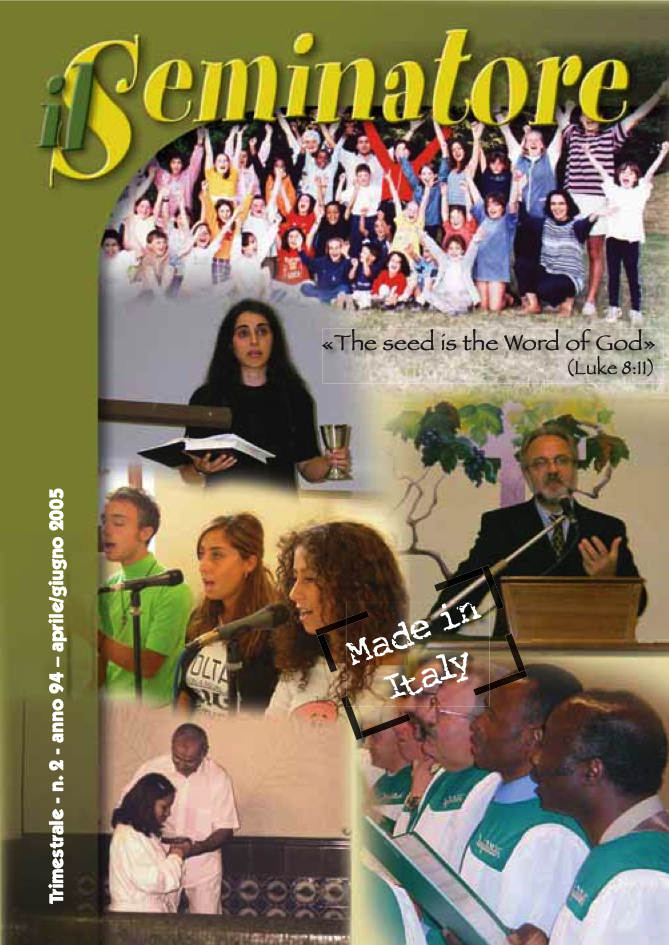 il Seminatore
«The seed is the Word of God»
(Luke 8:11)
Trimestrale - n. 2 - anno 94 – aprile/giugno 2005
OLTA
Made in
Italy